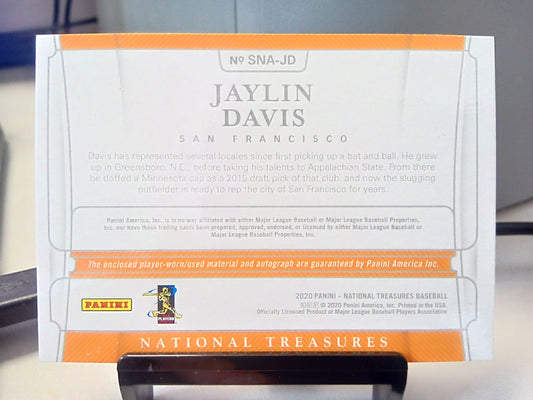 Nº SNA-JD
JAYLIN
DAVIS
SAN FRANCISCO
Davis has represented several locales since first picking up a bat and ball. He grew
up in Greensboro, N.C., before taking his talents to Appalachian State. From there
he doffed a Minnesota cap as a 2015 draft pick of that club, and now the slugging
outfielder is ready to rep the city of San Francisco for years.
Panini America, Inc. is in no way affiliated with either Major League Baseball or Major League Baseball Properties,
Inc. nor have these trading cards been prepared, approved, endorsed, or licensed by either Major League Baseball or
Major League Baseball Properties, Inc.
The enclosed player-worn/used material and autograph are guaranteed by Panini America Inc.
2020 PANINI – NATIONAL TREASURES BASEBALL
© 2020 Panini America, Inc. Printed in the USA.
Officially Licensed Product of Major League Baseball Players Association
PANINI
PLAYERS
NATIONAL TREASURES